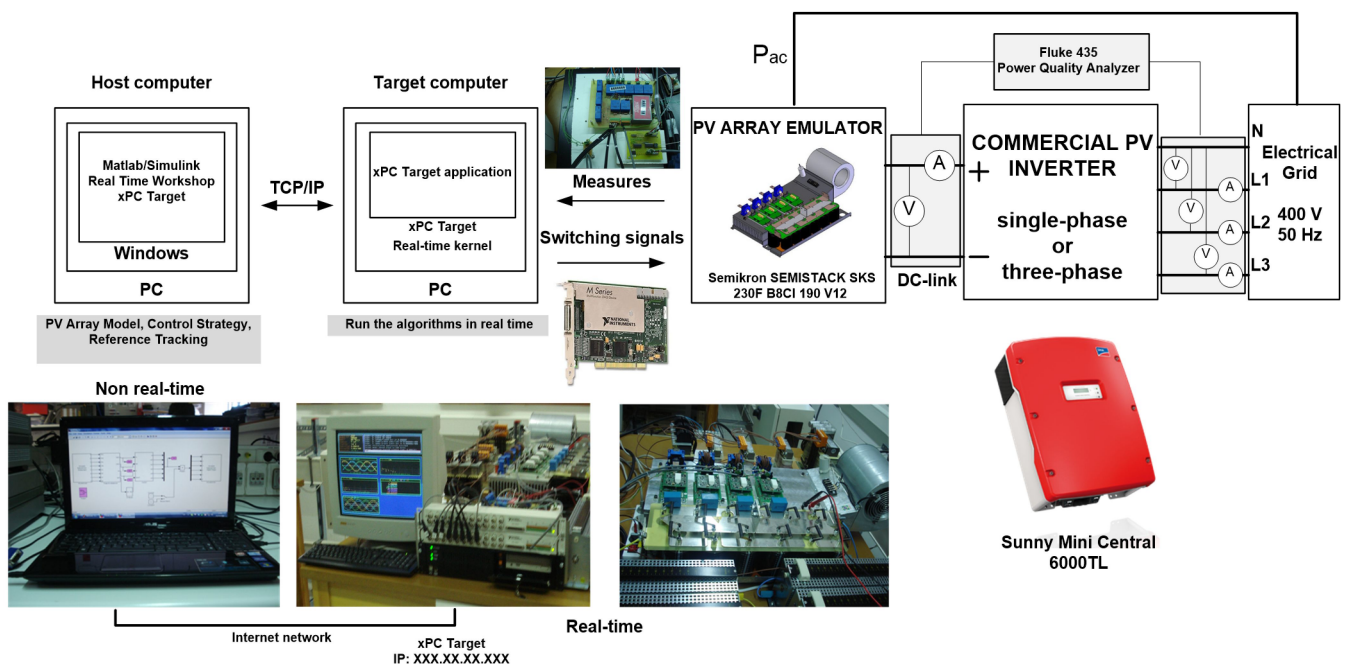 Host computer
Matlab/Simulink
Real Time Workshop
xPC Target
Windows
PC
PV Array Model, Control Strategy,
Reference Tracking
TCP/IP
Target computer
xPC Target application
xPC Target
Real-time kernel
PC
Run the algorithms in real time
Measures
Switching signals
M Series
NATIONAL
INSTRUMENTS
Pac
PV ARRAY EMULATOR
Semikron SEMISTACK SKS
230F B8CI 190 V12
A
V
DC-link
Fluke 435
Power Quality Analyzer
+
COMMERCIAL PV
INVERTER
single-phase
or
three-phase
−
V
A
V
A
V
A
N
L1
L2
L3
Electrical
Grid
400 V
50 Hz
Non real-time
Internet network
xPC Target
IP: XXX.XX.XX.XXX
Real-time
Sunny Mini Central
6000TL